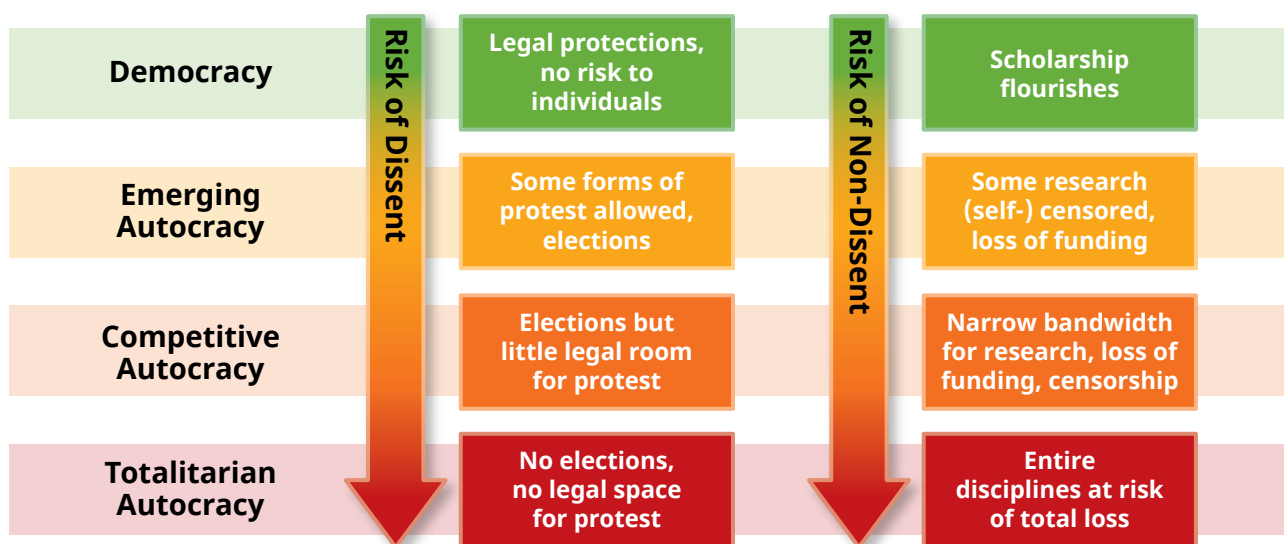 Democracy
Risk of Dissent
Legal protections,
no risk to
individuals
Risk of Non-Dissent
Scholarship
flourishes
Emerging
Autocracy
Some forms of
protest allowed,
elections
Some research
(self-) censored,
loss of funding
Competitive
Autocracy
Elections but
little legal room
for protest
Narrow bandwidth
for research, loss of
funding, censorship
Totalitarian
Autocracy
No elections,
no legal space
for protest
Entire
disciplines at risk
of total loss